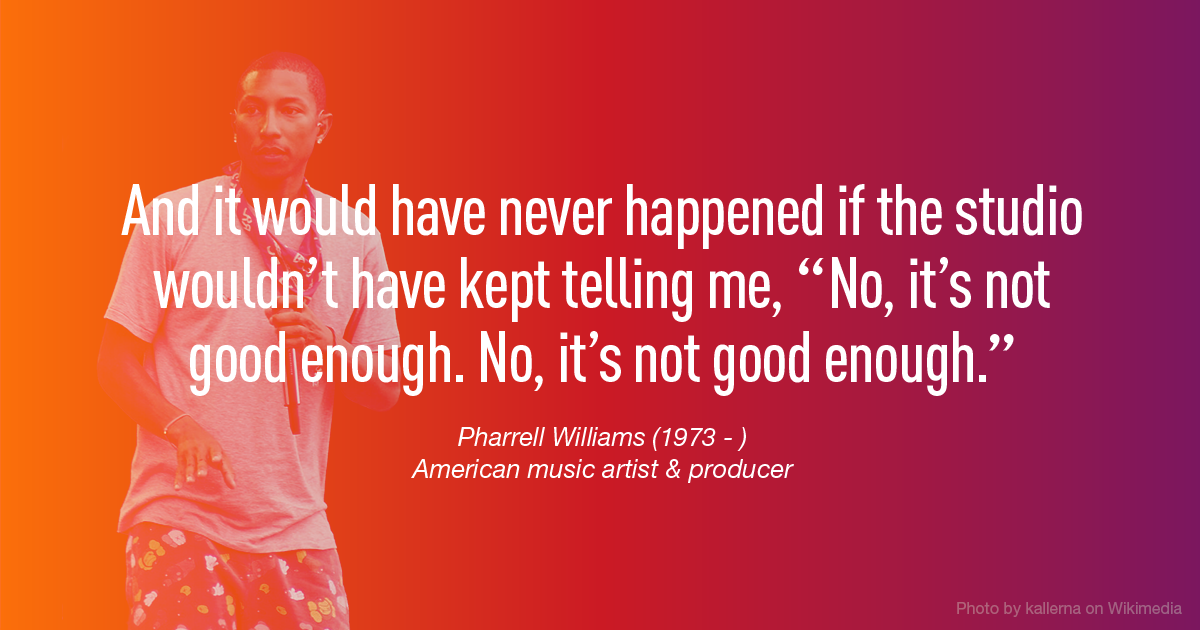 And it would have never happened if the studio
wouldn’t have kept telling me, “No, it’s not
good enough. No, it’s not good enough.”
Pharrell Williams (1973 - )
American music artist & producer
Photo by kallerna on Wikimedia